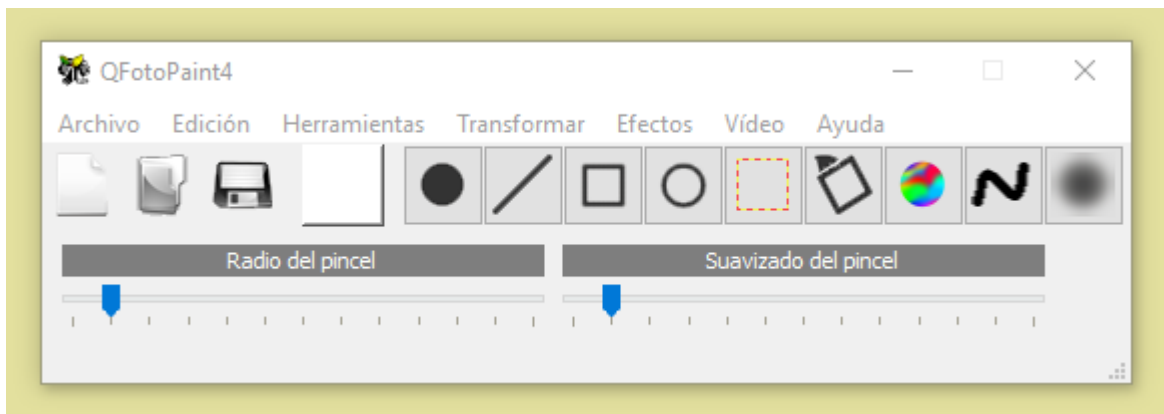 QFotoPaint4
Archivo Edición Herramientas Transformar Efectos Vídeo Ayuda
Radio del pincel Suavizado del pincel